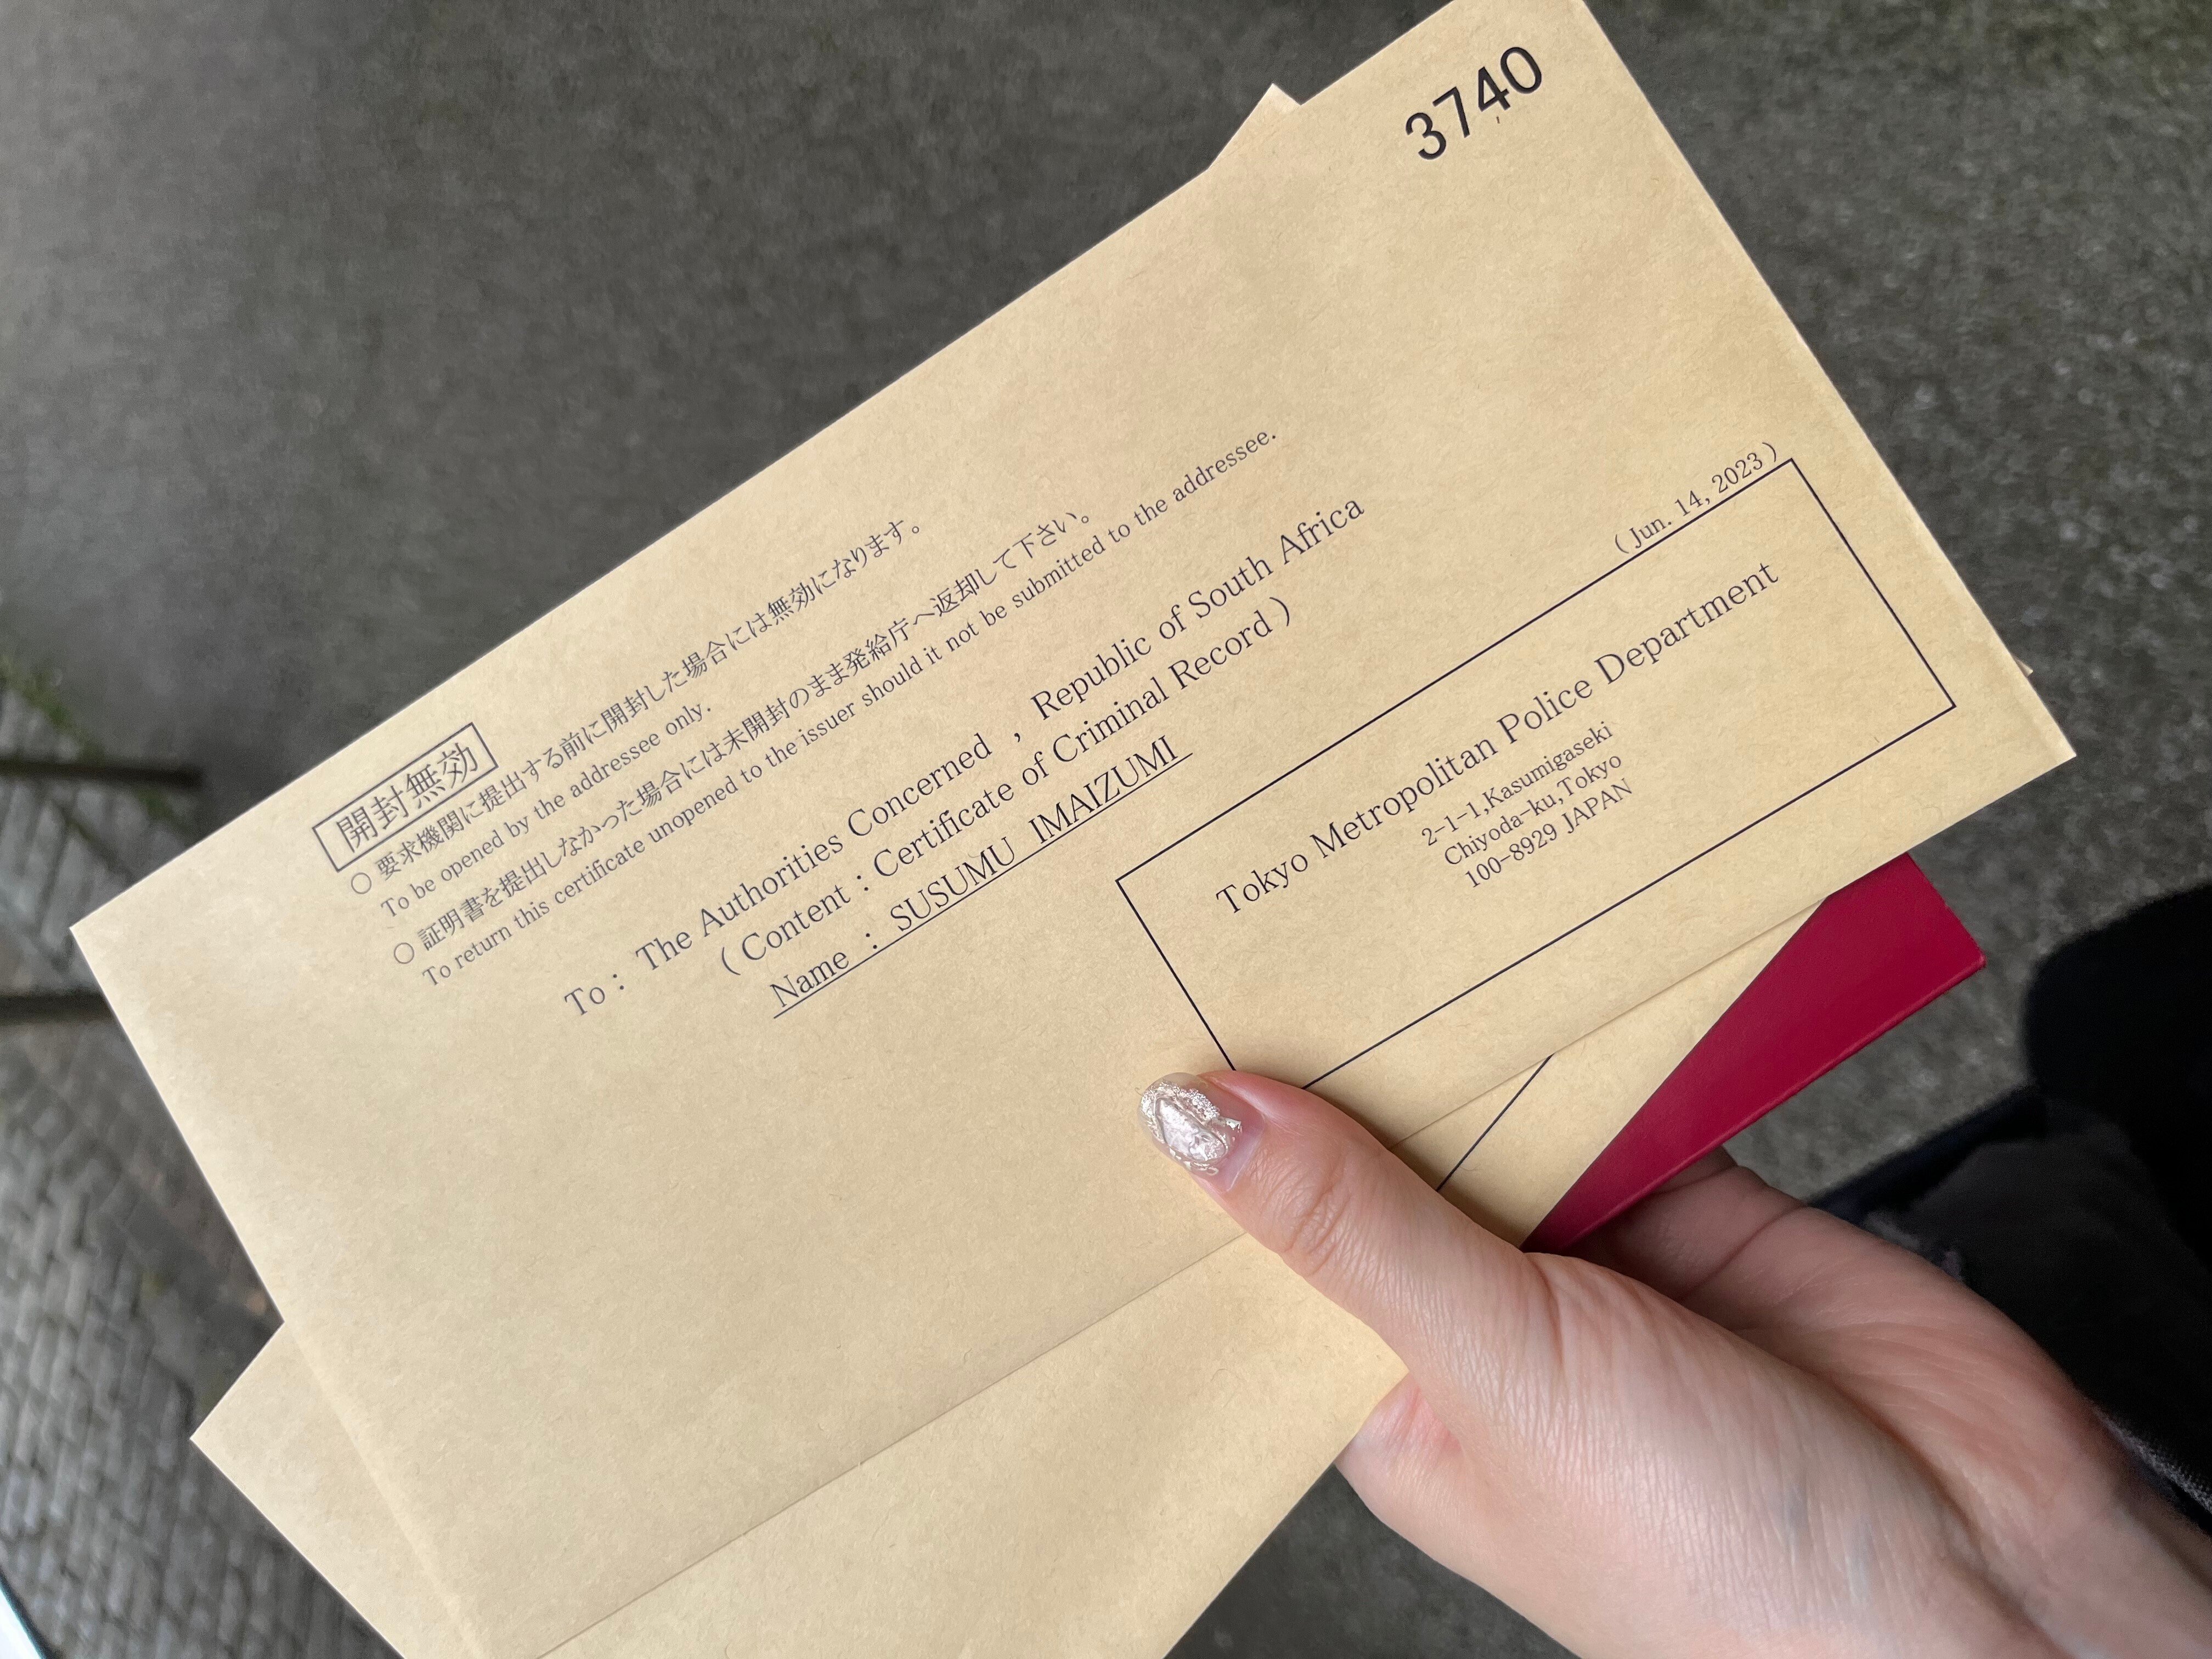 3740
開封無効
○ 要求機関に提出する前に開封した場合には無効になります。
To be opened by the addressee only.
○ 証明書を提出しなかった場合には未開封のまま発給庁へ返却して下さい。
To return this certificate unopened to the issuer should it not be submitted to the addressee.
To : The Authorities Concerned , Republic of South Africa
( Content : Certificate of Criminal Record )
Name : SUSUMU IMAIZUMI
( Jun. 14, 2023 )
Tokyo Metropolitan Police Department
2-1-1,Kasumigaseki
Chiyoda-ku,Tokyo
100-8929 JAPAN